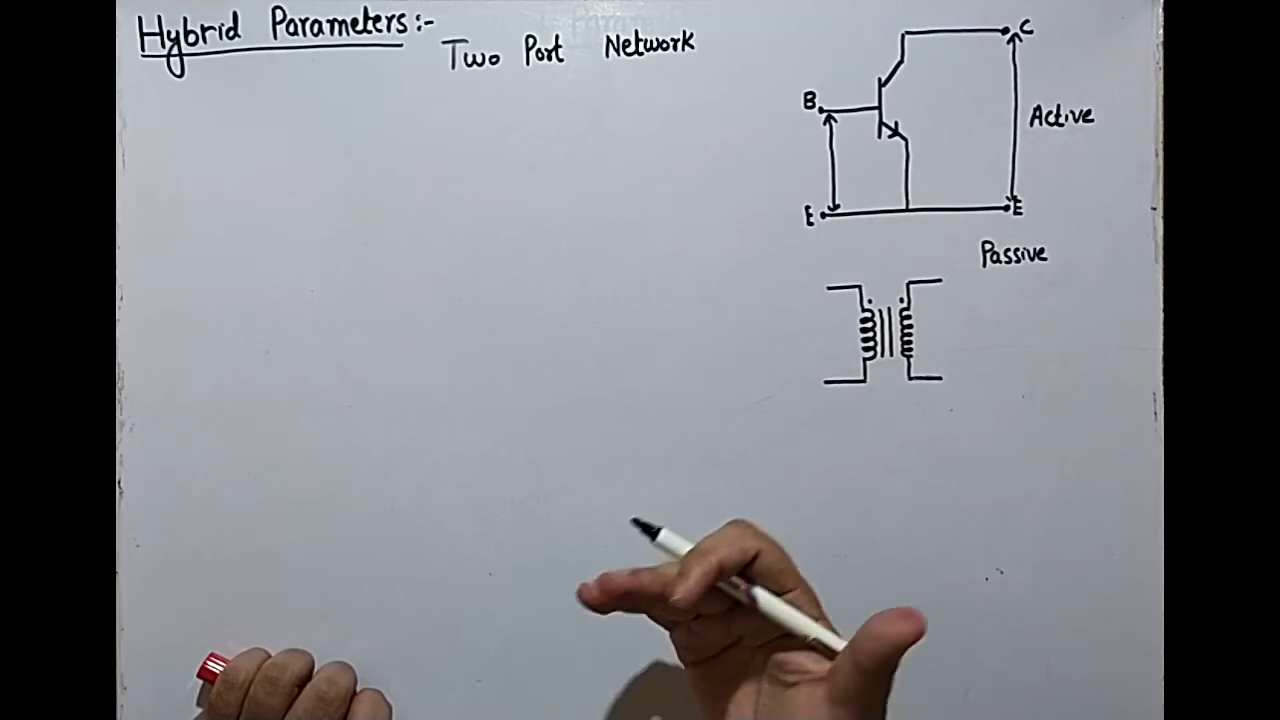 Hybrid Parameters:-
Two Port Network
C
B
Active
E
E
Passive